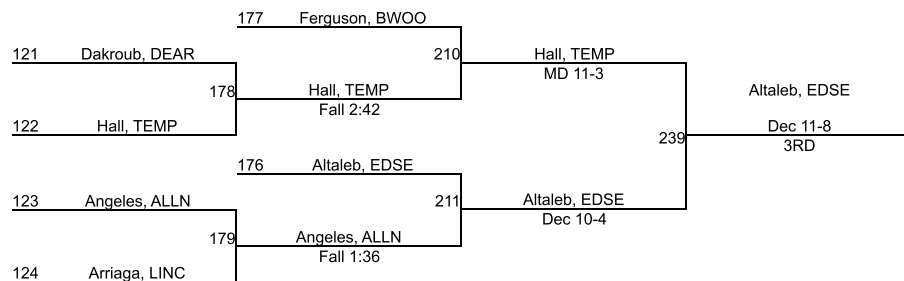 177 Ferguson, BWOO
121 Dakroub, DEAR
210 Hall, TEMP
MD 11-3
178 Hall, TEMP
Fall 2:42
Altaleb, EDSE
122 Hall, TEMP
239 Dec 11-8
3RD
176 Altaleb, EDSE
123 Angeles, ALLN
211 Altaleb, EDSE
Dec 10-4
179 Angeles, ALLN
Fall 1:36
124 Arriaga, LINC